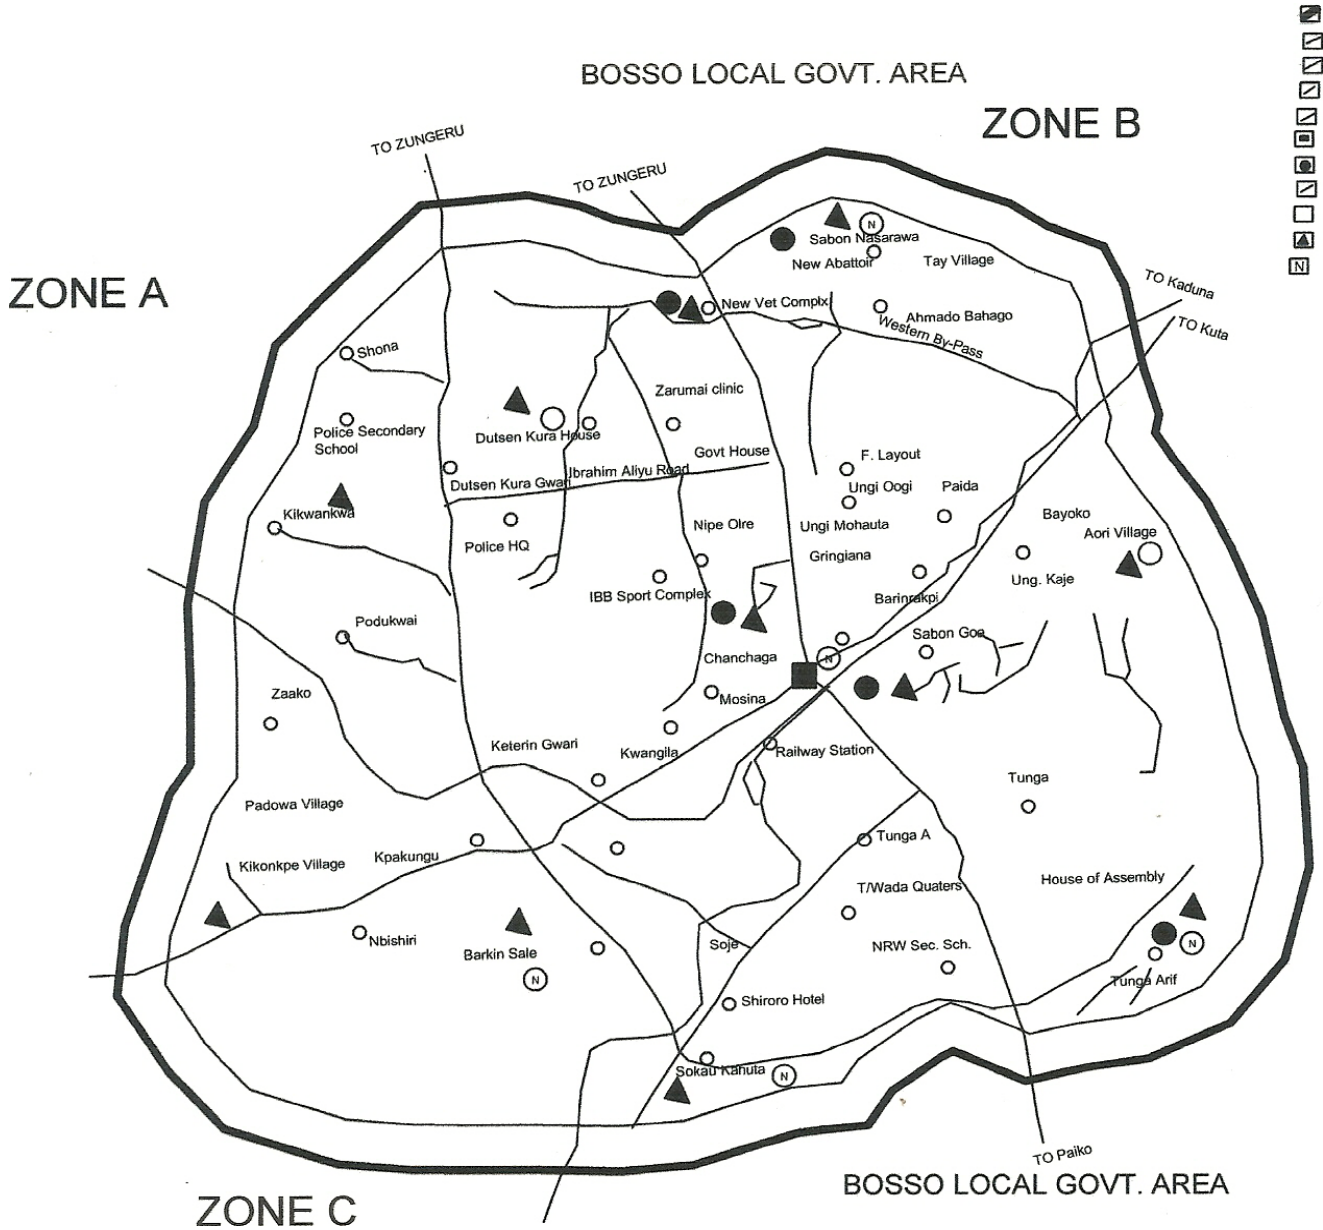 BOSSO LOCAL GOVT. AREA
ZONE B
TO ZUNGERU
TO ZUNGERU
N
Sabon Nasarawa
New Abattoir
Tay Village
ZONE A
TO Kaduna
New Vet Complx
Ahmado Bahago
Western By-Pass
TO Kuta
N
Shona
Zarumai clinic
Police Secondary
School
Dutsen Kura House
Govt House
F. Layout
Ibrahim Aliyu Road
Dutsen Kura Gwari
Ungi Oogi
Paida
Kikwankwa
Bayoko
Nipe Olre
Ungi Mohauta
Aori Village
Police HQ
Gringiana
Ung. Kaje
IBB Sport Complex
Barinrakpi
Podukwai
Sabon Goa
Chanchaga
N
Zaako
Mosina
Keterin Gwari
Kwangila
Railway Station
Tunga
Padowa Village
Tunga A
Kikonkpe Village
Kpakungu
House of Assembly
T/Wada Quaters
Nbishiri
Soje
NRW Sec. Sch.
N
Barkin Sale
N
Tunga Arif
Shiroro Hotel
Sokau Kahuta
N
TO Paiko
BOSSO LOCAL GOVT. AREA
ZONE C